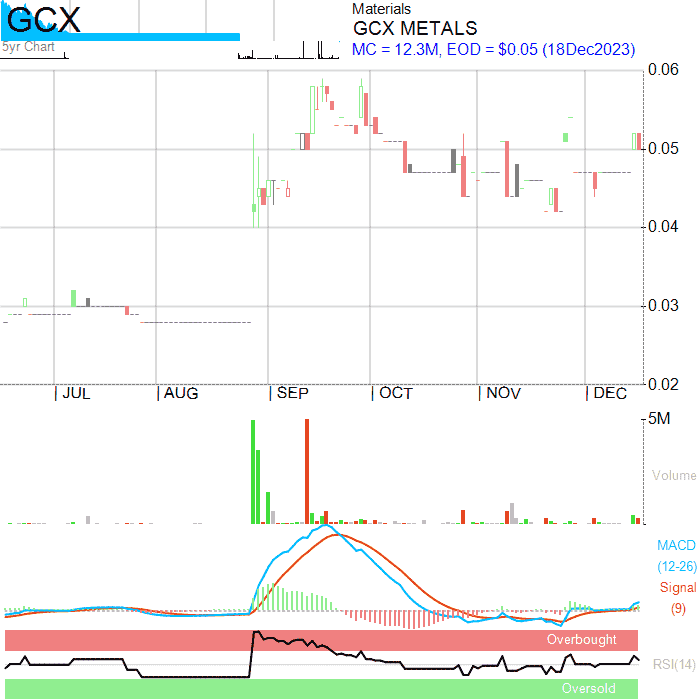 GCX
5yr Chart
Materials
GCX METALS
MC = 12.3M, EOD = $0.05 (18Dec2023)
0.06
0.05
0.04
0.03
0.02
JUL AUG SEP OCT NOV DEC
5M
Volume
MACD
(12-26)
Signal
(9)
Overbought
RSI(14)
Oversold